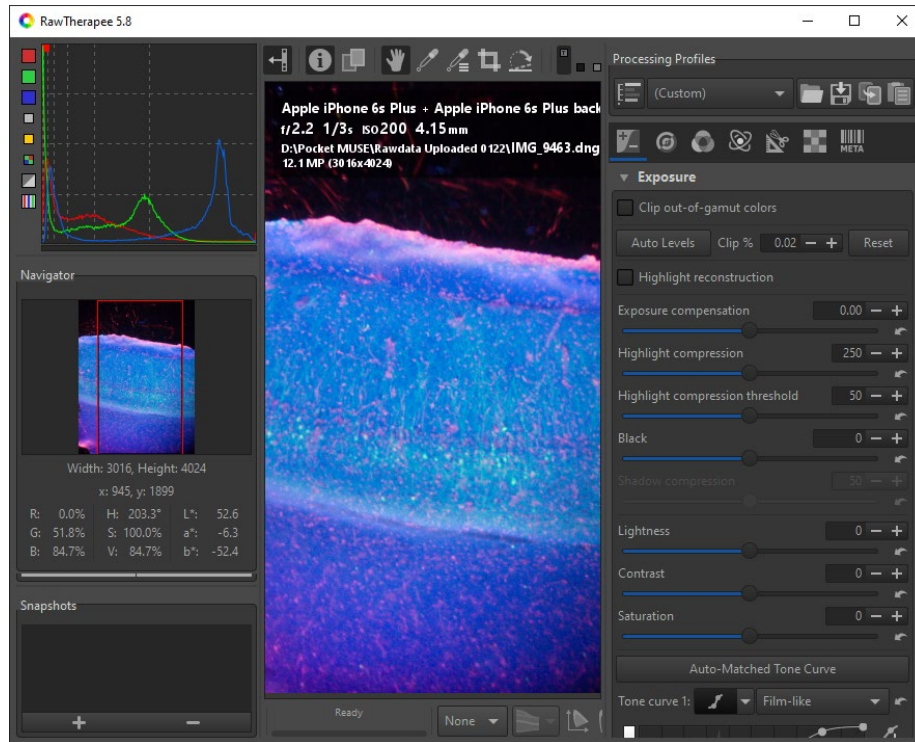 RawTherapee 5.8
Processing Profiles
(Custom)
META
Apple iPhone 6s Plus + Apple iPhone 6s Plus back
f/2.2 1/3s ISO200 4.15mm
D:\Pocket MUSE\Rawdata Uploaded 0122\IMG_9463.dng
12.1 MP (3016x4024)
Exposure
Clip out-of-gamut colors
Auto Levels Clip % 0.02 − + Reset
Highlight reconstruction
Exposure compensation 0.00 − +
Highlight compression 250 − +
Highlight compression threshold 50 − +
Black 0 − +
Shadow compression 50 − +
Lightness 0 − +
Contrast 0 − +
Saturation 0 − +
Auto-Matched Tone Curve
Tone curve 1: Film-like
Navigator
Width: 3016, Height: 4024
x: 945, y: 1899
R: 0.0% H: 203.3° L*: 52.6
G: 51.8% S: 100.0% a*: -6.3
B: 84.7% V: 84.7% b*: -52.4
Snapshots
+ −
Ready
None